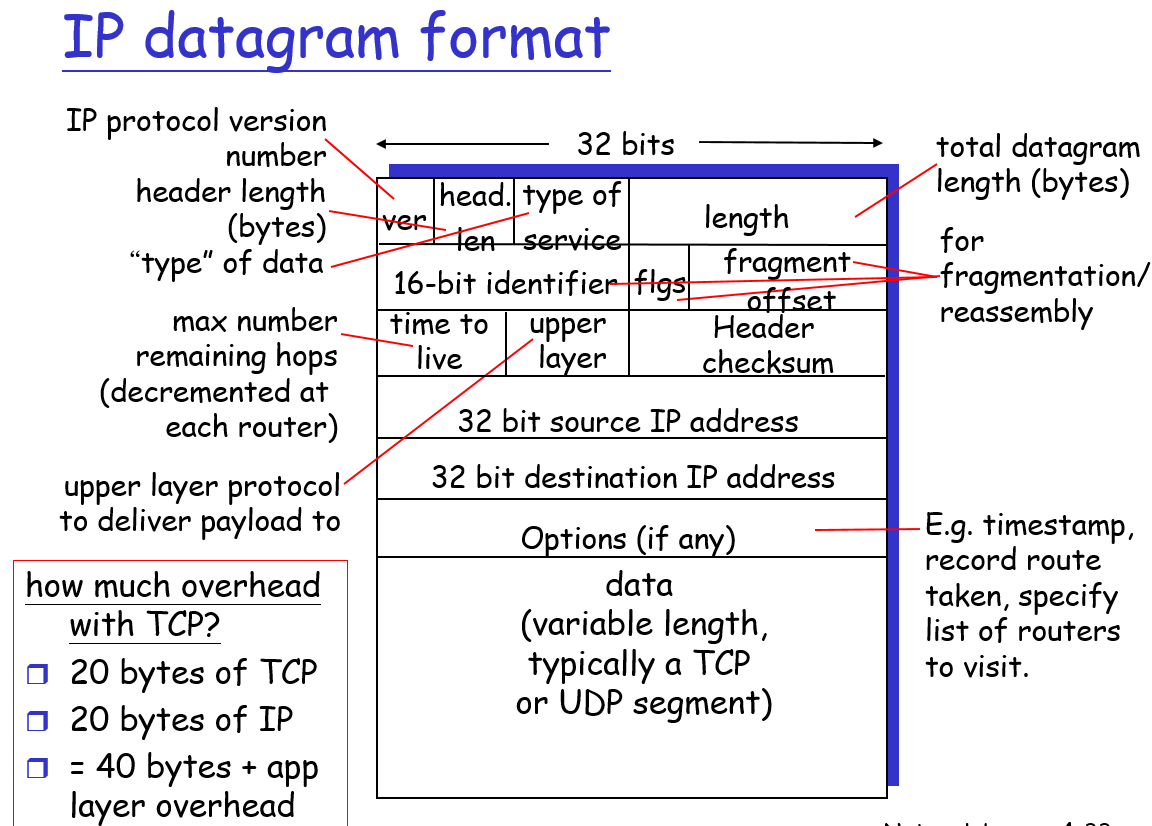 IP datagram format
IP protocol version
number
header length
(bytes)
“type” of data
max number
remaining hops
(decremented at
each router)
upper layer protocol
to deliver payload to
how much overhead
with TCP?
20 bytes of TCP
20 bytes of IP
= 40 bytes + app
layer overhead
32 bits
ver
head.
len
type of
service
length
16-bit identifier
flgs
fragment
offset
time to
live
upper
layer
Header
checksum
32 bit source IP address
32 bit destination IP address
Options (if any)
data
(variable length,
typically a TCP
or UDP segment)
total datagram
length (bytes)
for
fragmentation/
reassembly
E.g. timestamp,
record route
taken, specify
list of routers
to visit.